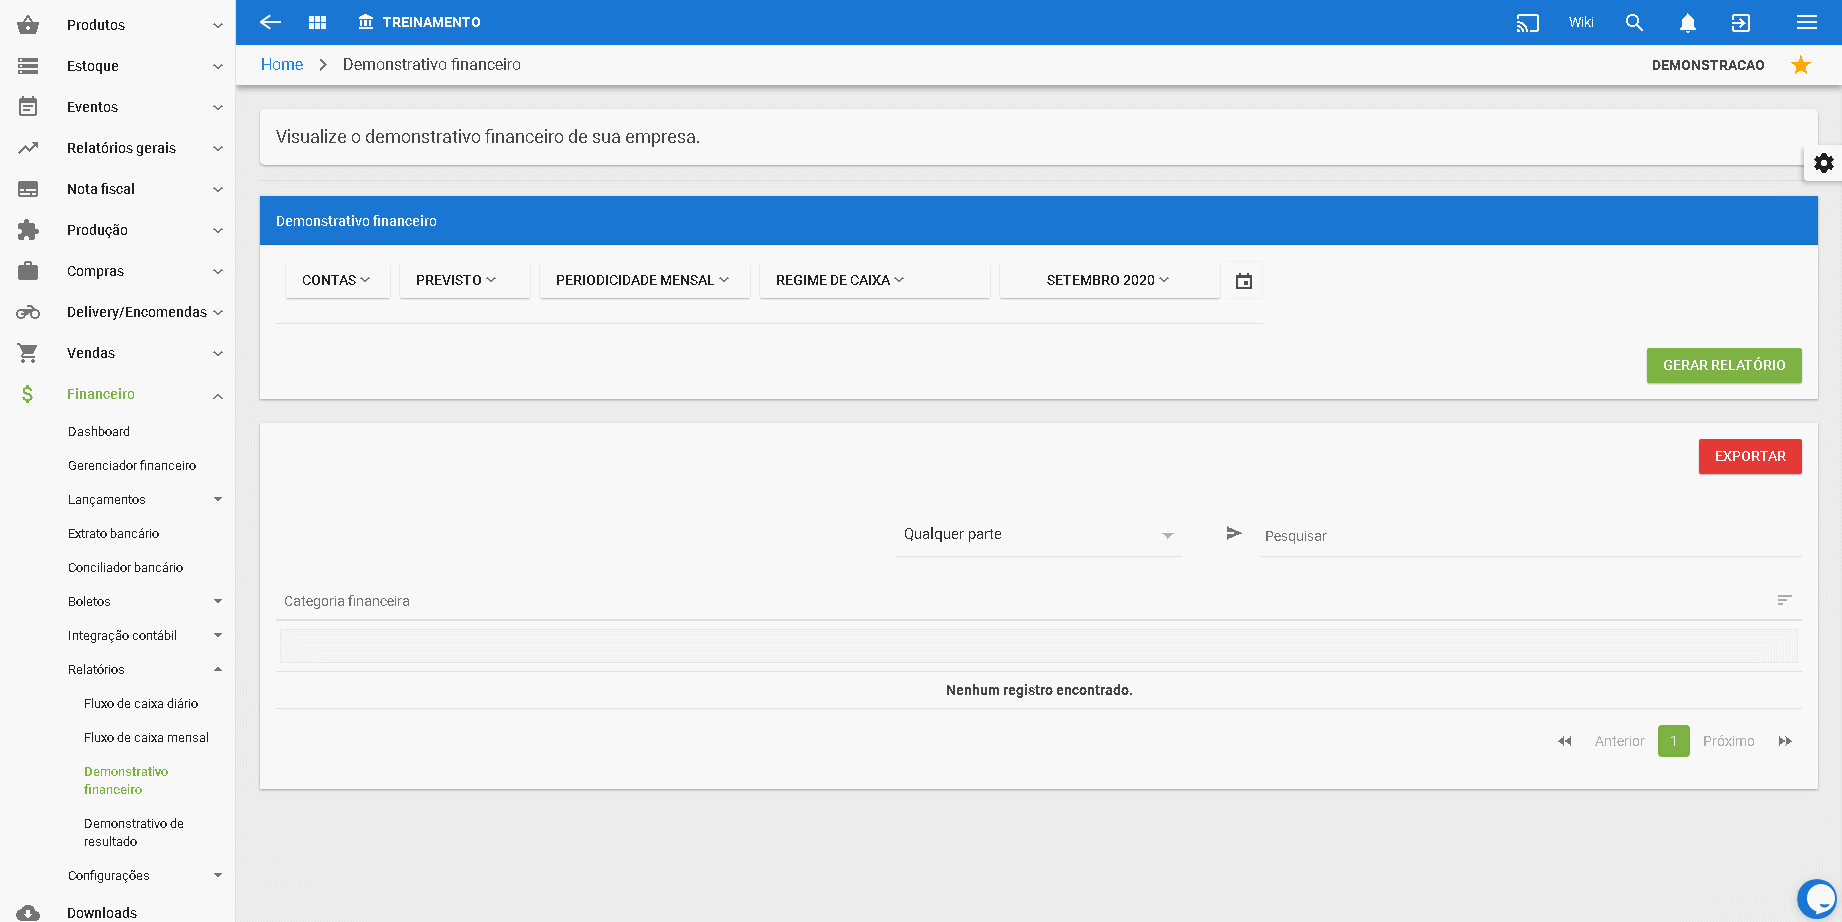 Produtos
Estoque
Eventos
Relatórios gerais
Nota fiscal
Produção
Compras
Delivery/Encomendas
Vendas
Financeiro
Dashboard
Gerenciador financeiro
Lançamentos
Extrato bancário
Conciliador bancário
Boletos
Integração contábil
Relatórios
Fluxo de caixa diário
Fluxo de caixa mensal
Demonstrativo
financeiro
Demonstrativo de
resultado
Configurações
Downloads
TREINAMENTO
Wiki
Home > Demonstrativo financeiro
DEMONSTRACAO
Visualize o demonstrativo financeiro de sua empresa.
Demonstrativo financeiro
CONTAS PREVISTO PERIODICIDADE MENSAL REGIME DE CAIXA SETEMBRO 2020
GERAR RELATÓRIO
EXPORTAR
Qualquer parte Pesquisar
Categoria financeira
Nenhum registro encontrado.
Anterior 1 Próximo